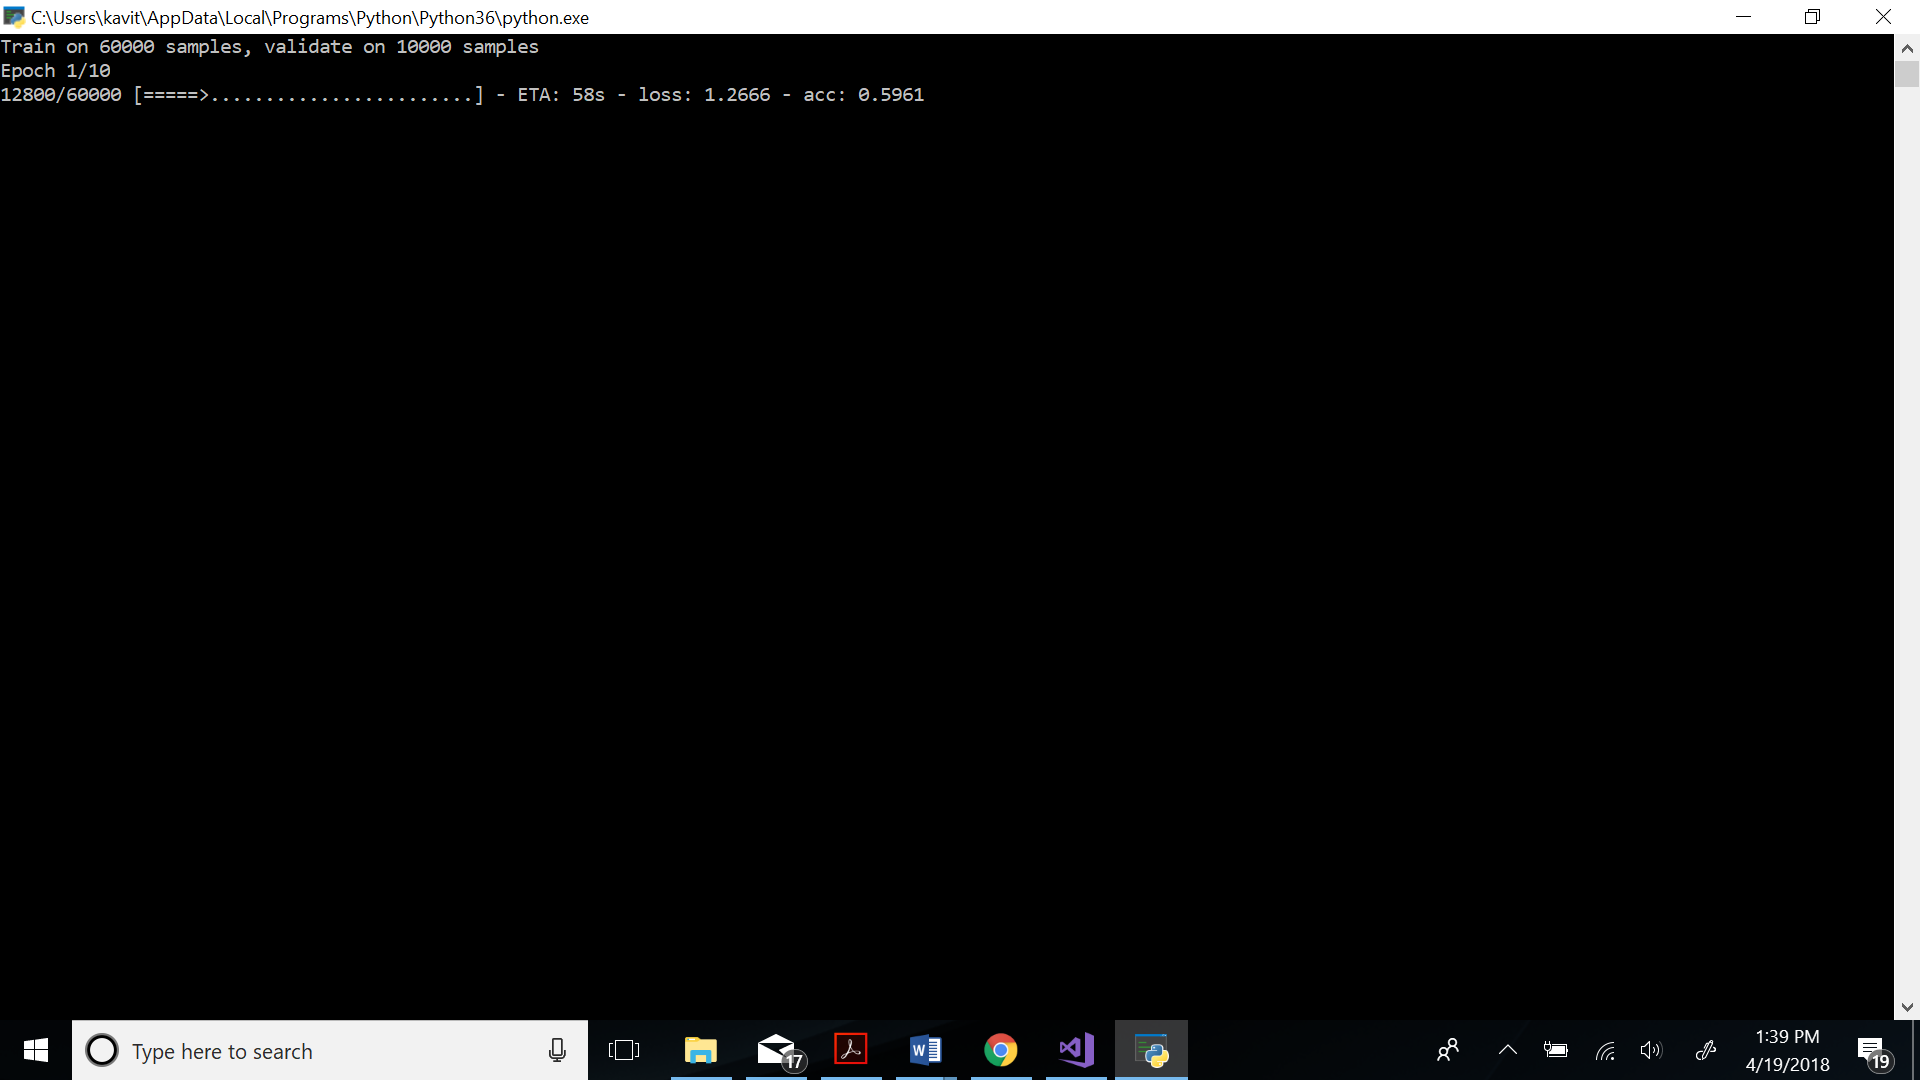 C:\Users\kavit\AppData\Local\Programs\Python\Python36\python.exe
Train on 60000 samples, validate on 10000 samples
Epoch 1/10
12800/60000 [=====>........................] - ETA: 58s - loss: 1.2666 - acc: 0.5961
Type here to search
17
1:39 PM
4/19/2018
19